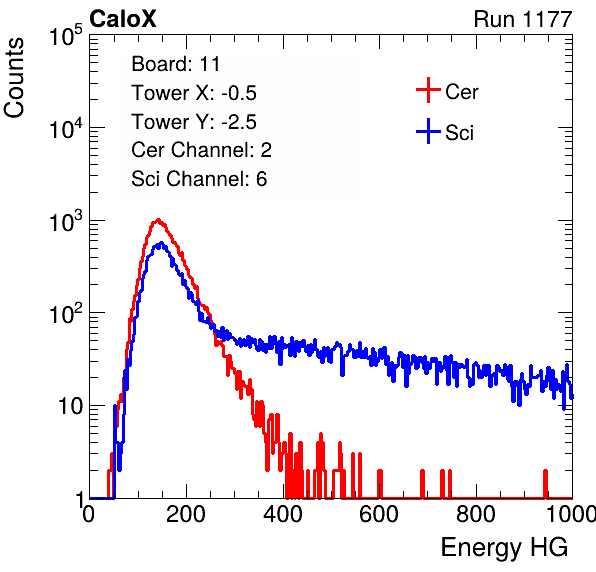 CaloX Run 1177
Counts
10^5
10^4
10^3
10^2
10
1
Board: 11
Tower X: -0.5
Tower Y: -2.5
Cer Channel: 2
Sci Channel: 6
Cer
Sci
0 200 400 600 800 1000
Energy HG